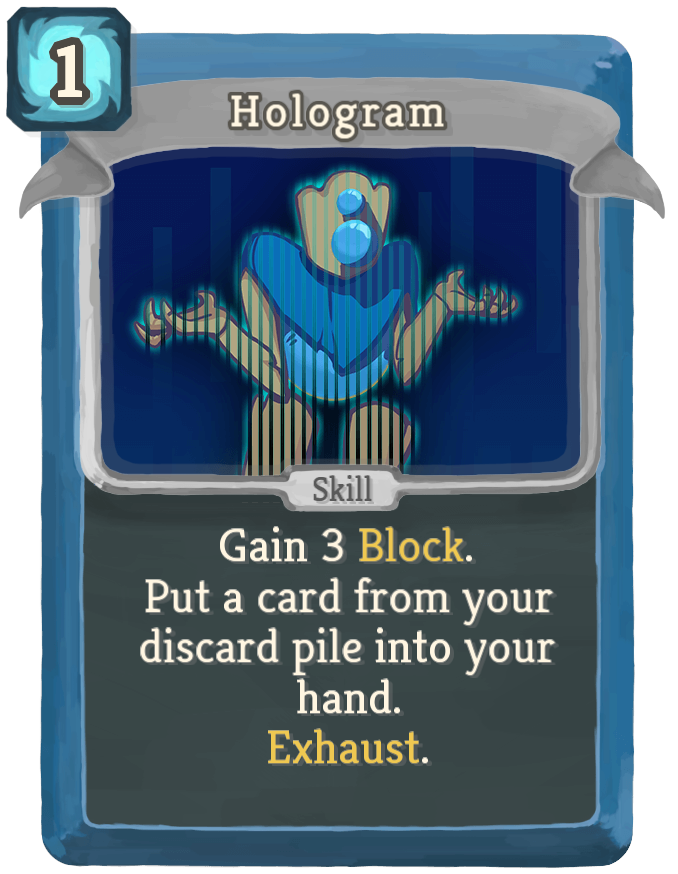 1
Hologram
Skill
Gain 3 Block.
Put a card from your
discard pile into your
hand.
Exhaust.